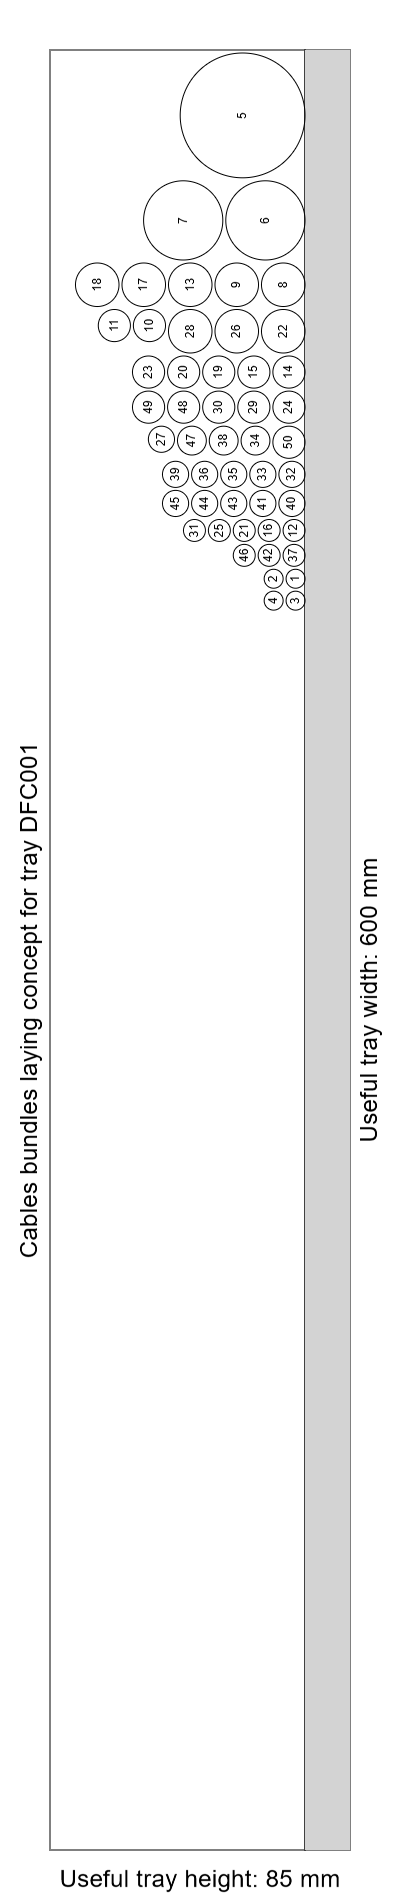 Cables bundles laying concept for tray DFC001
5
7 6
18 17 13 9 8
11 10 28 26 22
23 20 19 15 14
49 48 30 29 24
27 47 38 34 50
39 36 35 33 32
45 44 43 41 40
31 25 21 16 12
46 42 37
2 1
4 3
Useful tray width: 600 mm
Useful tray height: 85 mm